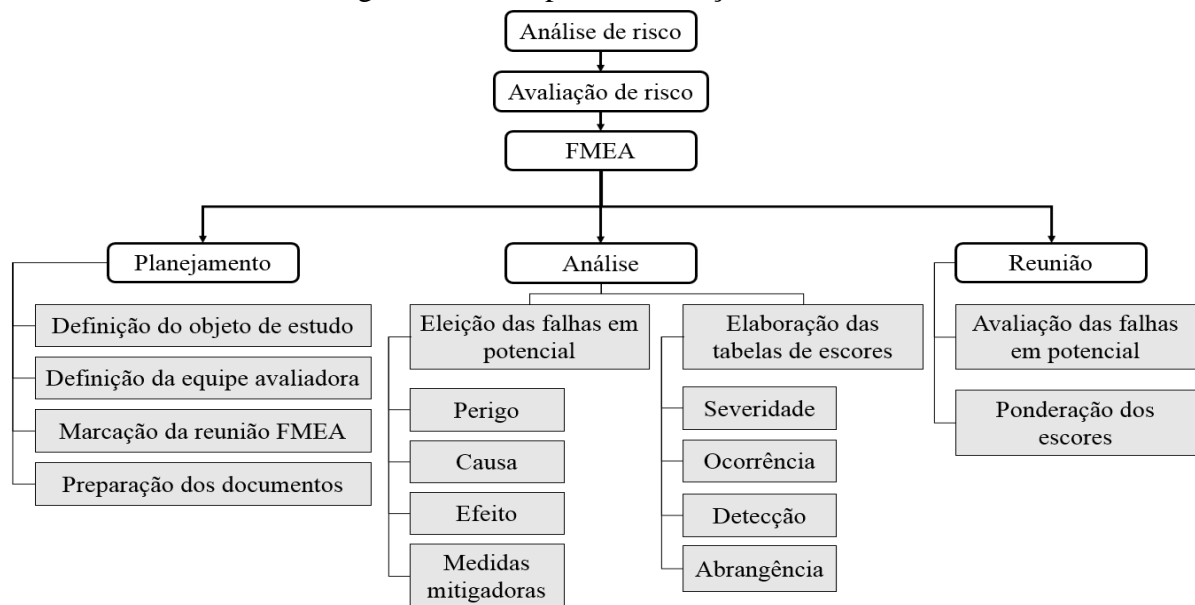 Análise de risco
Avaliação de risco
FMEA
Planejamento
Definição do objeto de estudo
Definição da equipe avaliadora
Marcação da reunião FMEA
Preparação dos documentos
Análise
Eleição das falhas em
potencial
Perigo
Causa
Efeito
Medidas
mitigadoras
Elaboração das
tabelas de escores
Severidade
Ocorrência
Detecção
Abrangência
Reunião
Avaliação das falhas
em potencial
Ponderação dos
escores